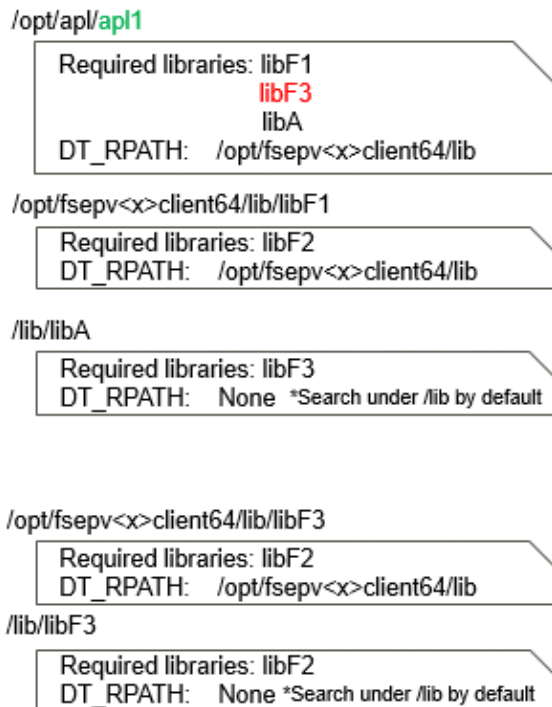 /opt/apl/apl1
Required libraries: libF1
libF3
libA
DT_RPATH: /opt/fsepv<x>client64/lib
/opt/fsepv<x>client64/lib/libF1
Required libraries: libF2
DT_RPATH: /opt/fsepv<x>client64/lib
/lib/libA
Required libraries: libF3
DT_RPATH: None *Search under /lib by default
/opt/fsepv<x>client64/lib/libF3
Required libraries: libF2
DT_RPATH: /opt/fsepv<x>client64/lib
/lib/libF3
Required libraries: libF2
DT_RPATH: None *Search under /lib by default